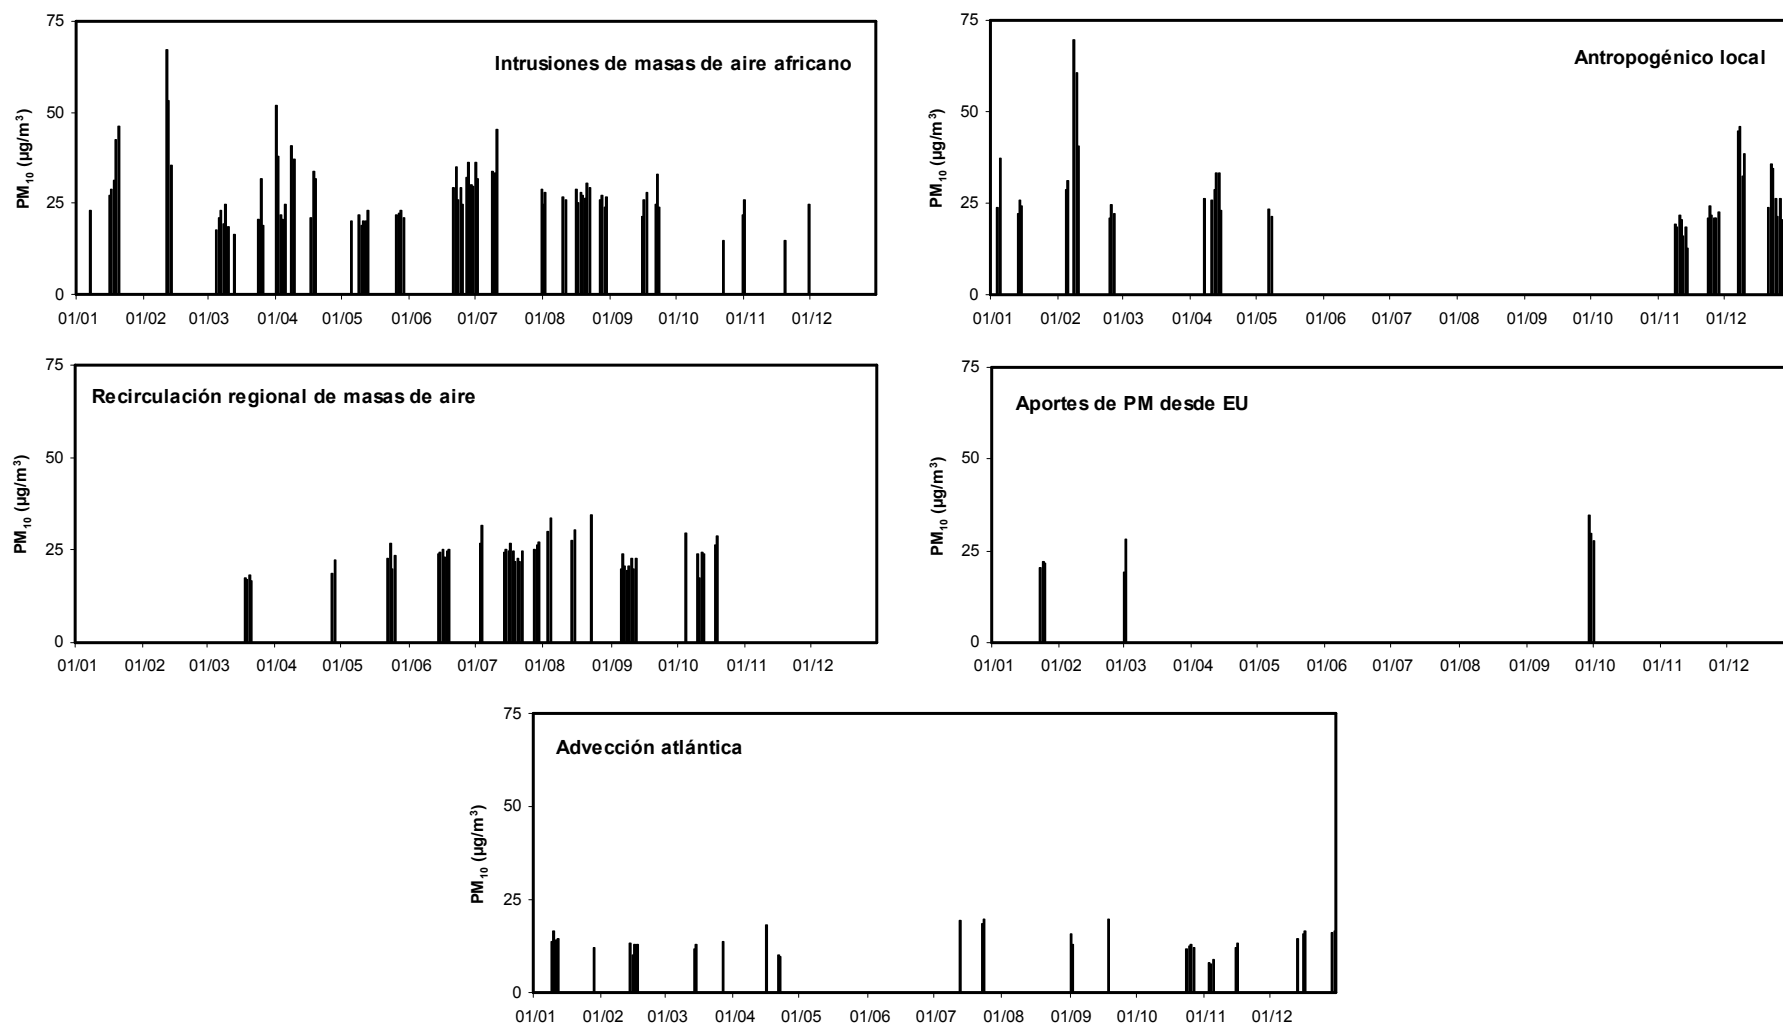 Intrusiones de masas de aire africano
PM10 (µg/m3)
75
50
25
0
01/01 01/02 01/03 01/04 01/05 01/06 01/07 01/08 01/09 01/10 01/11 01/12
Antropogénico local
PM10 (µg/m3)
75
50
25
0
01/01 01/02 01/03 01/04 01/05 01/06 01/07 01/08 01/09 01/10 01/11 01/12
Recirculación regional de masas de aire
PM10 (µg/m3)
75
50
25
0
01/01 01/02 01/03 01/04 01/05 01/06 01/07 01/08 01/09 01/10 01/11 01/12
Aportes de PM desde EU
PM10 (µg/m3)
75
50
25
0
01/01 01/02 01/03 01/04 01/05 01/06 01/07 01/08 01/09 01/10 01/11 01/12
Advección atlántica
PM10 (µg/m3)
75
50
25
0
01/01 01/02 01/03 01/04 01/05 01/06 01/07 01/08 01/09 01/10 01/11 01/12